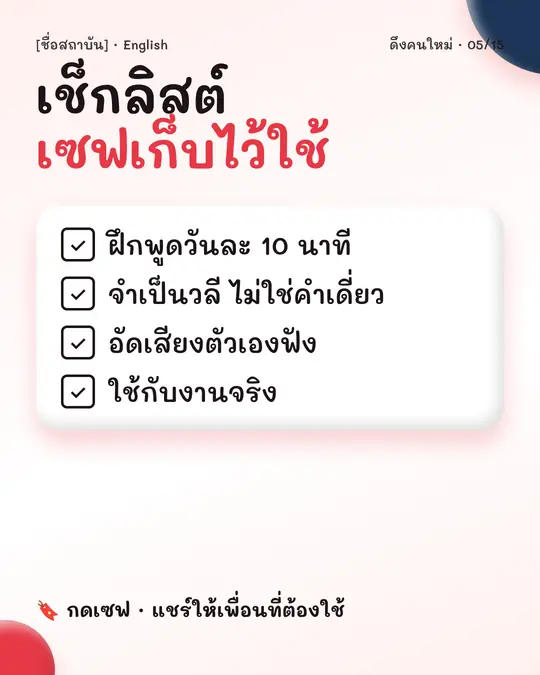 [ชื่อสถาบัน] · English
ดึงคนใหม่ · 05/15
เช็กลิสต์
เซฟเก็บไว้ใช้
ฝึกพูดวันละ 10 นาที
จำเป็นวลี ไม่ใช่คำเดี่ยว
อัดเสียงตัวเองฟัง
ใช้กับงานจริง
กดเซฟ · แชร์ให้เพื่อนที่ต้องใช้